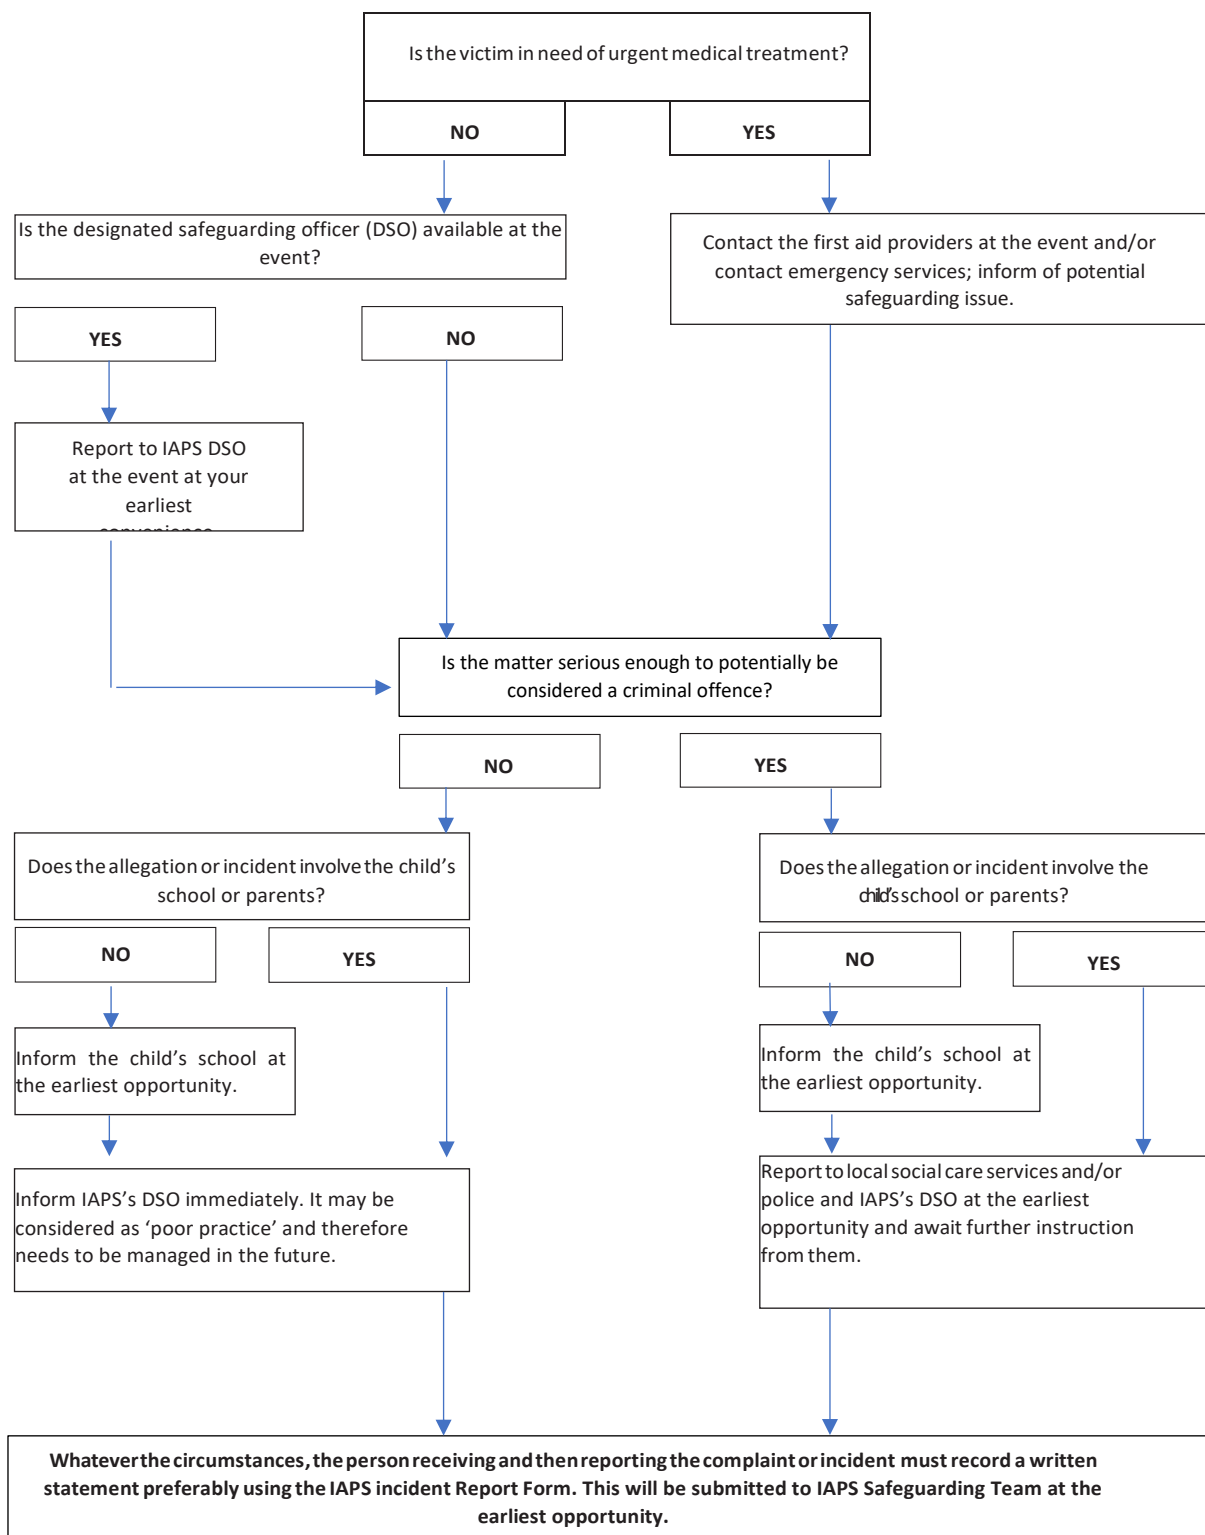 Is the victim in need of urgent medical treatment?
NO
YES
Is the designated safeguarding officer (DSO) available at the
event?
Contact the first aid providers at the event and/or
contact emergency services; inform of potential
safeguarding issue.
YES
NO
Report to IAPS DSO
at the event at your
earliest
convenience
Is the matter serious enough to potentially be
considered a criminal offence?
NO
YES
Does the allegation or incident involve the child’s
school or parents?
Does the allegation or incident involve the
child’s school or parents?
NO
YES
NO
YES
Inform the child’s school at
the earliest opportunity.
Inform the child’s school at
the earliest opportunity.
Inform IAPS’s DSO immediately. It may be
considered as ‘poor practice’ and therefore
needs to be managed in the future.
Report to local social care services and/or
police and IAPS’s DSO at the earliest
opportunity and await further instruction
from them.
Whatever the circumstances, the person receiving and then reporting the complaint or incident must record a written
statement preferably using the IAPS incident Report Form. This will be submitted to IAPS Safeguarding Team at the
earliest opportunity.